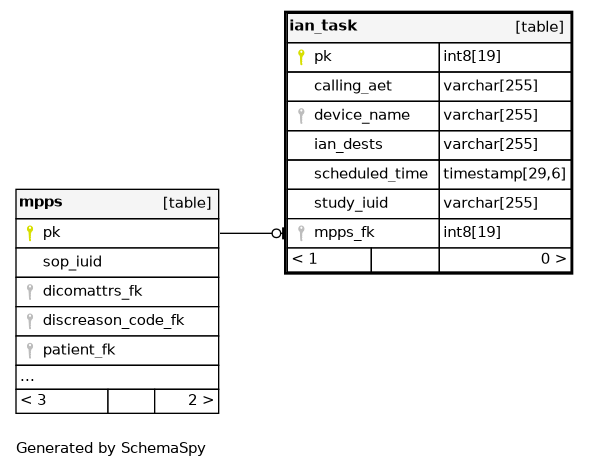 ian_task [table]
pk int8[19]
calling_aet varchar[255]
device_name varchar[255]
ian_dests varchar[255]
scheduled_time timestamp[29,6]
study_iuid varchar[255]
mpps_fk int8[19]
< 1 0 >
mpps [table]
pk
sop_iuid
dicomattrs_fk
discreason_code_fk
patient_fk
...
< 3 2 >
Generated by SchemaSpy